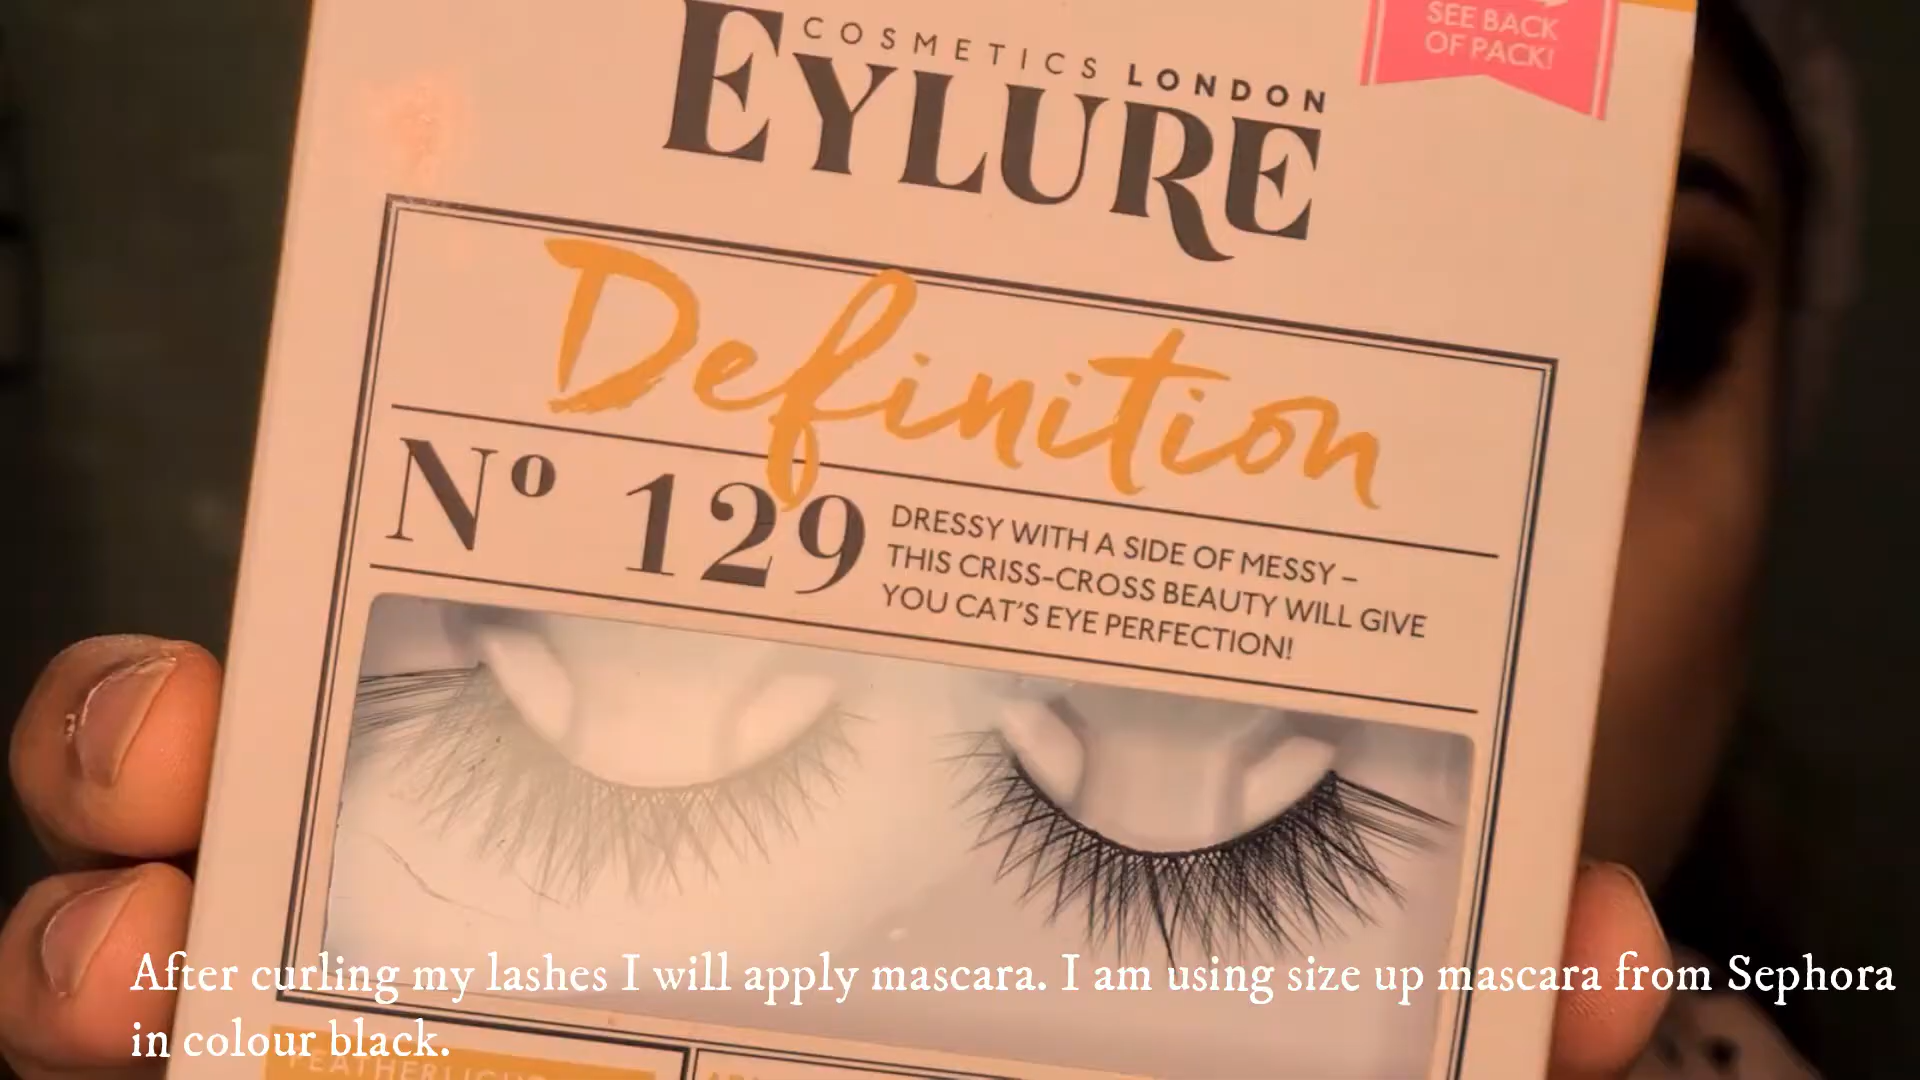 SEE BACK
OF PACK!
COSMETICS LONDON
EYLURE
Definition
Nº 129
DRESSY WITH A SIDE OF MESSY –
THIS CRISS-CROSS BEAUTY WILL GIVE
YOU CAT'S EYE PERFECTION!
After curling my lashes I will apply mascara. I am using size up mascara from Sephora
in colour black.